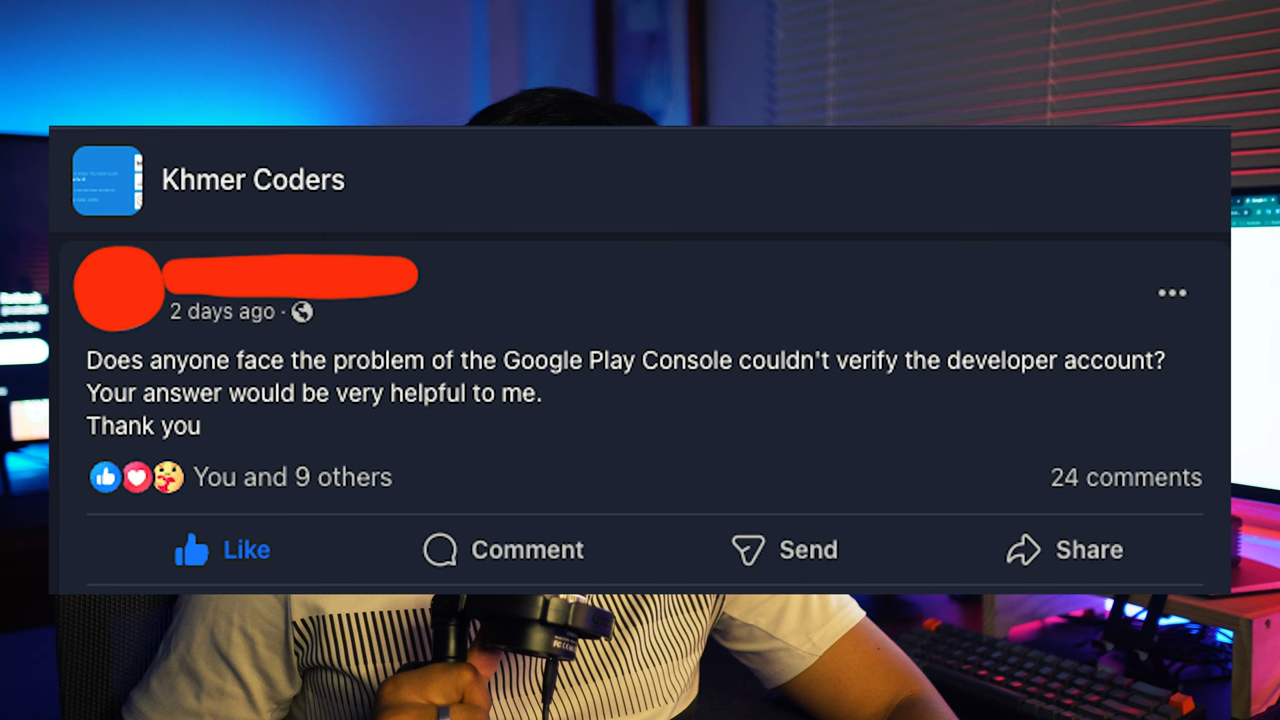 Khmer Coders
2 days ago ·
Does anyone face the problem of the Google Play Console couldn't verify the developer account?
Your answer would be very helpful to me.
Thank you
You and 9 others
24 comments
Like
Comment
Send
Share